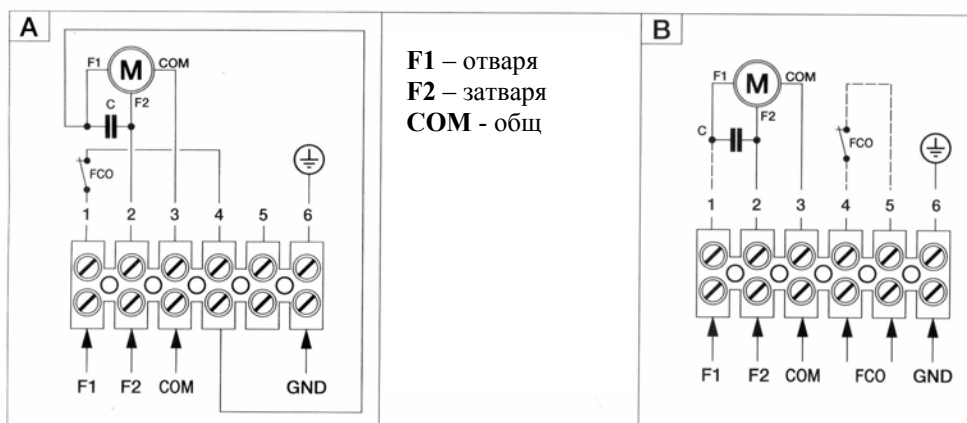 A
F1 M COM
F2
C
FCO
1 2 3 4 5 6
F1 F2 COM GND
F1 – отваря
F2 – затваря
COM - общ
B
F1 M COM
F2
C
FCO
1 2 3 4 5 6
F1 F2 COM FCO GND